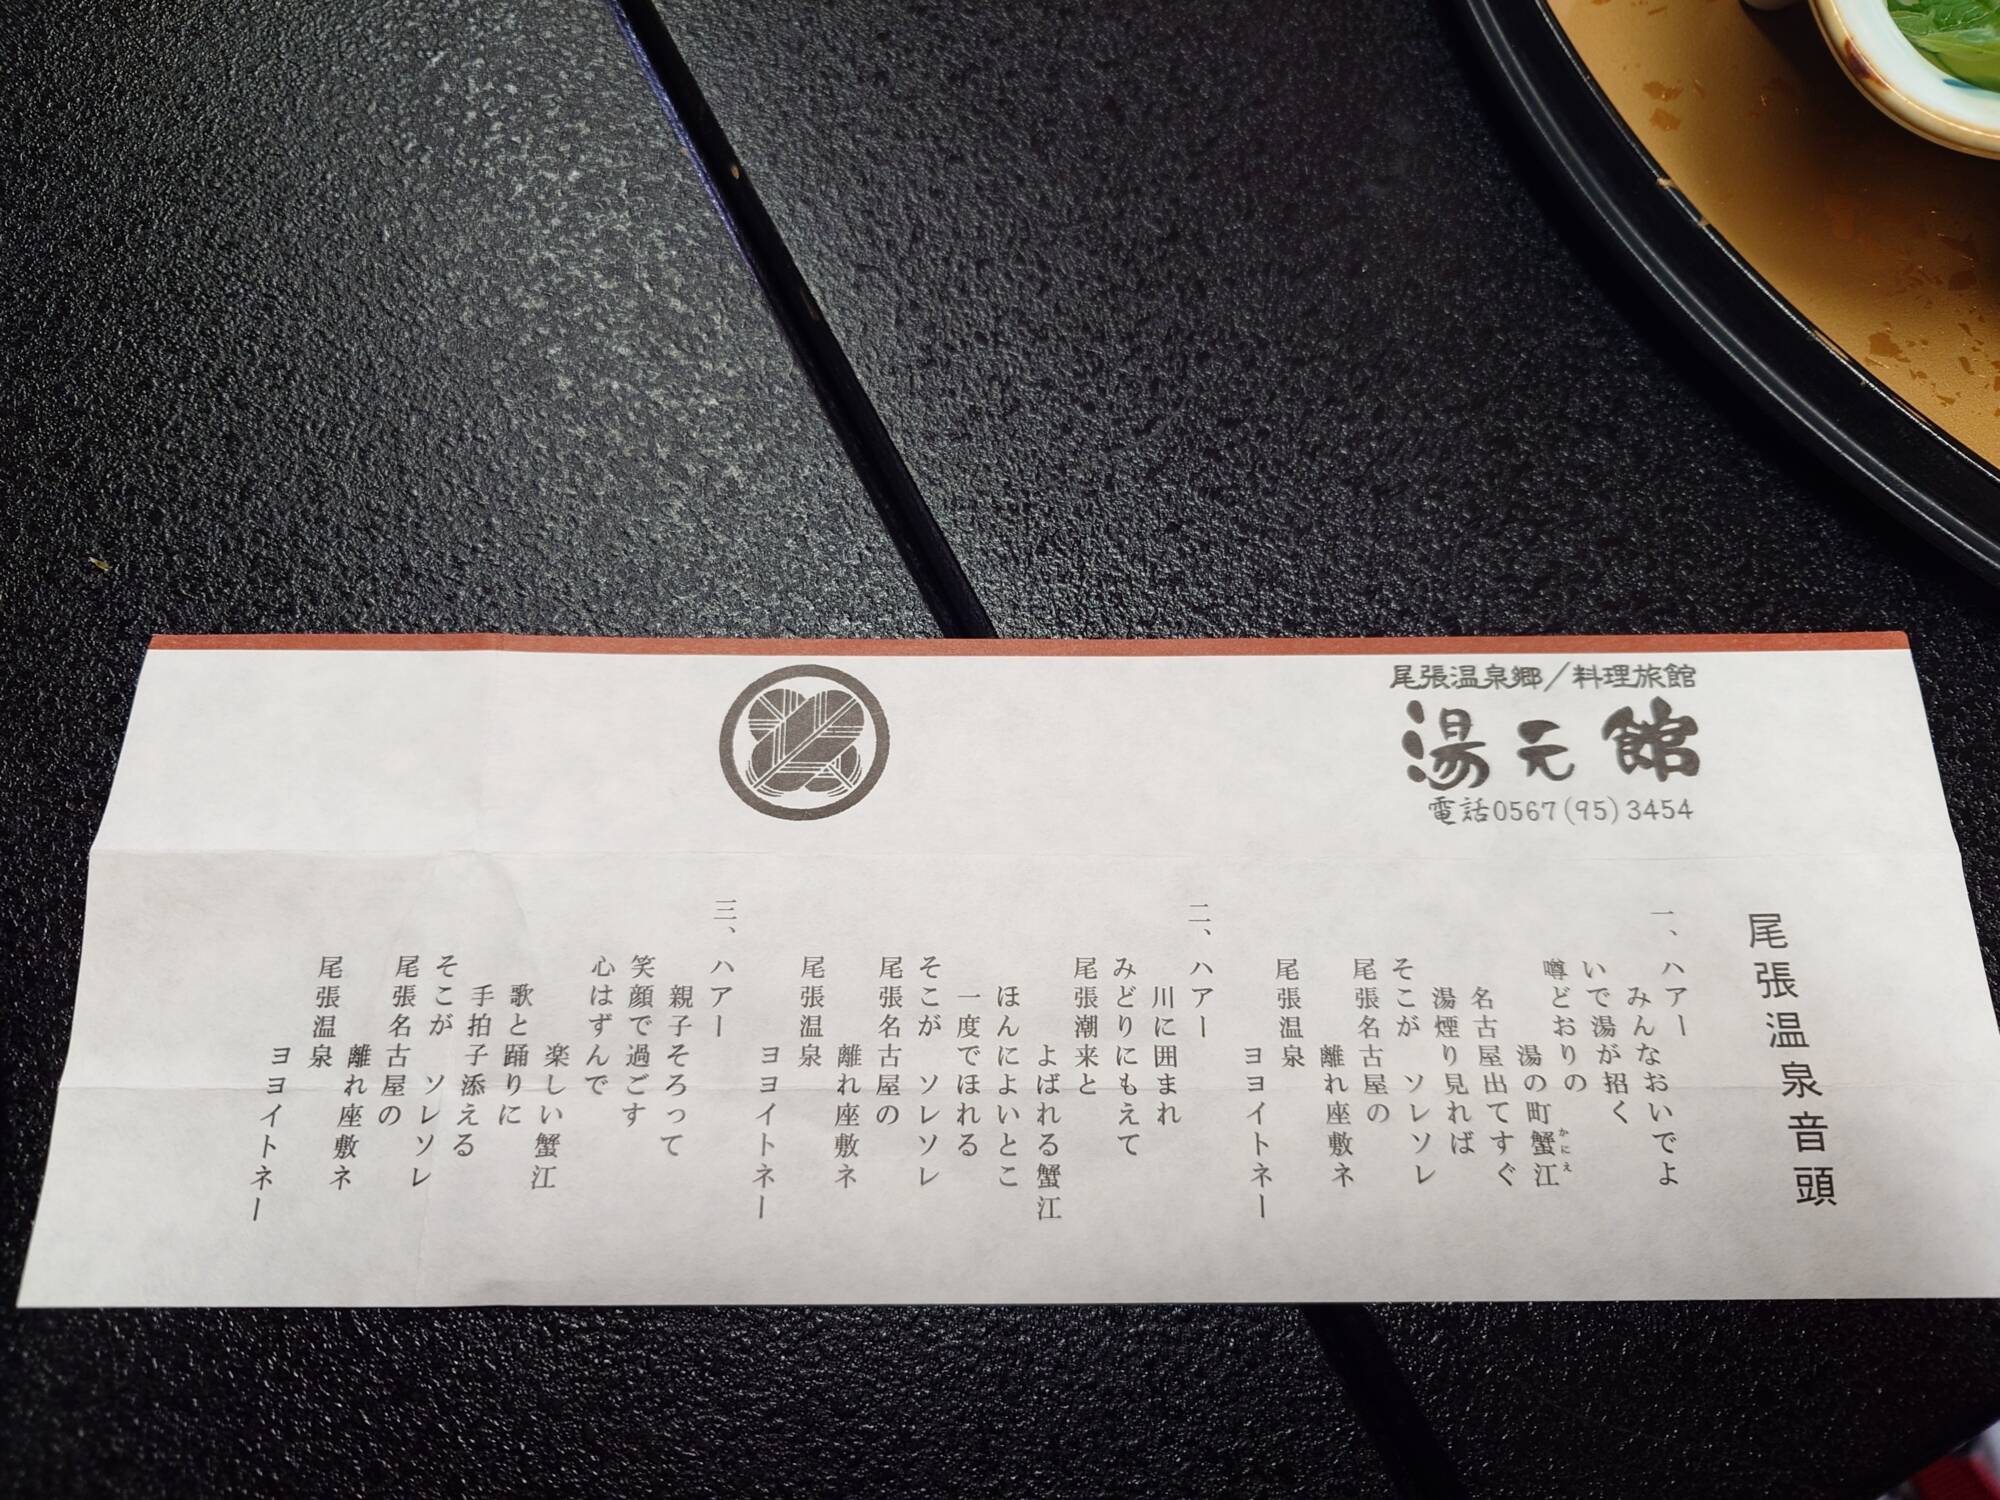 尾張温泉郷／料理旅館
湯元館
電話0567(95)3454
尾張温泉音頭
一、ハアー
みんなおいでよ
いで湯が招く
噂どおりの
湯の町蟹江
かにえ
名古屋出てすぐ
湯煙り見れば
そこが　ソレソレ
尾張名古屋の
離れ座敷ネ
尾張温泉
ヨヨイトネー
二、ハアー
川に囲まれ
みどりにもえて
尾張潮来と
よばれる蟹江
ほんによいとこ
一度でほれる
そこが　ソレソレ
尾張名古屋の
離れ座敷ネ
尾張温泉
ヨヨイトネー
三、ハアー
親子そろって
笑顔で過ごす
心はずんで
楽しい蟹江
歌と踊りに
手拍子添える
そこが　ソレソレ
尾張名古屋の
離れ座敷ネ
尾張温泉
ヨヨイトネー